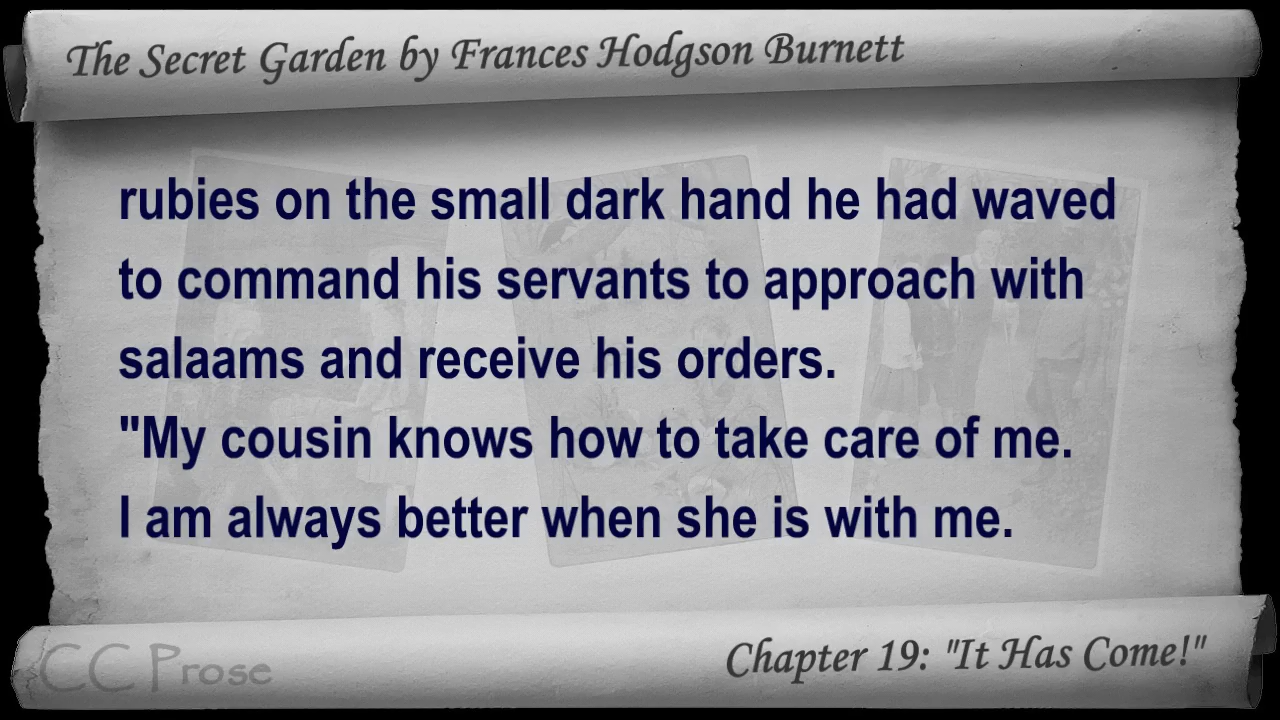 The Secret Garden by Frances Hodgson Burnett
rubies on the small dark hand he had waved
to command his servants to approach with
salaams and receive his orders.
"My cousin knows how to take care of me.
I am always better when she is with me.
CC Prose
Chapter 19: "It Has Come!"